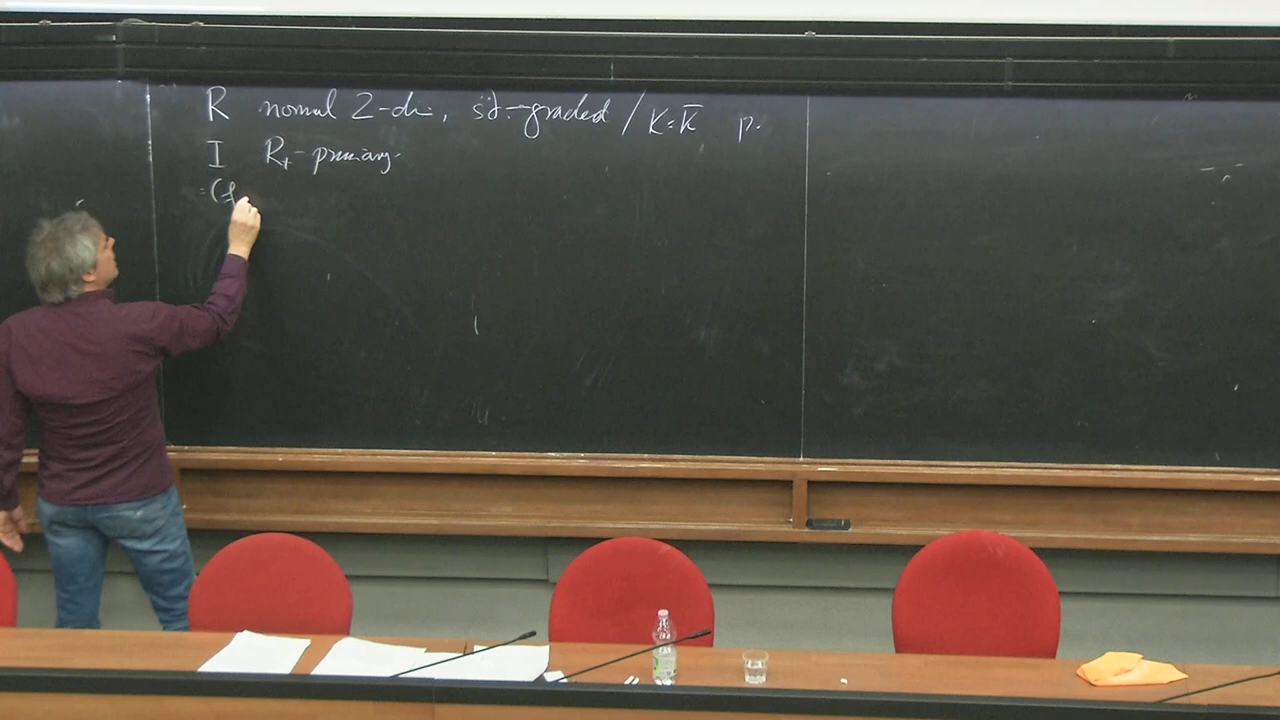 R normal 2-dim, std-graded / K=K̄ p.
I R₊-primary
=(f